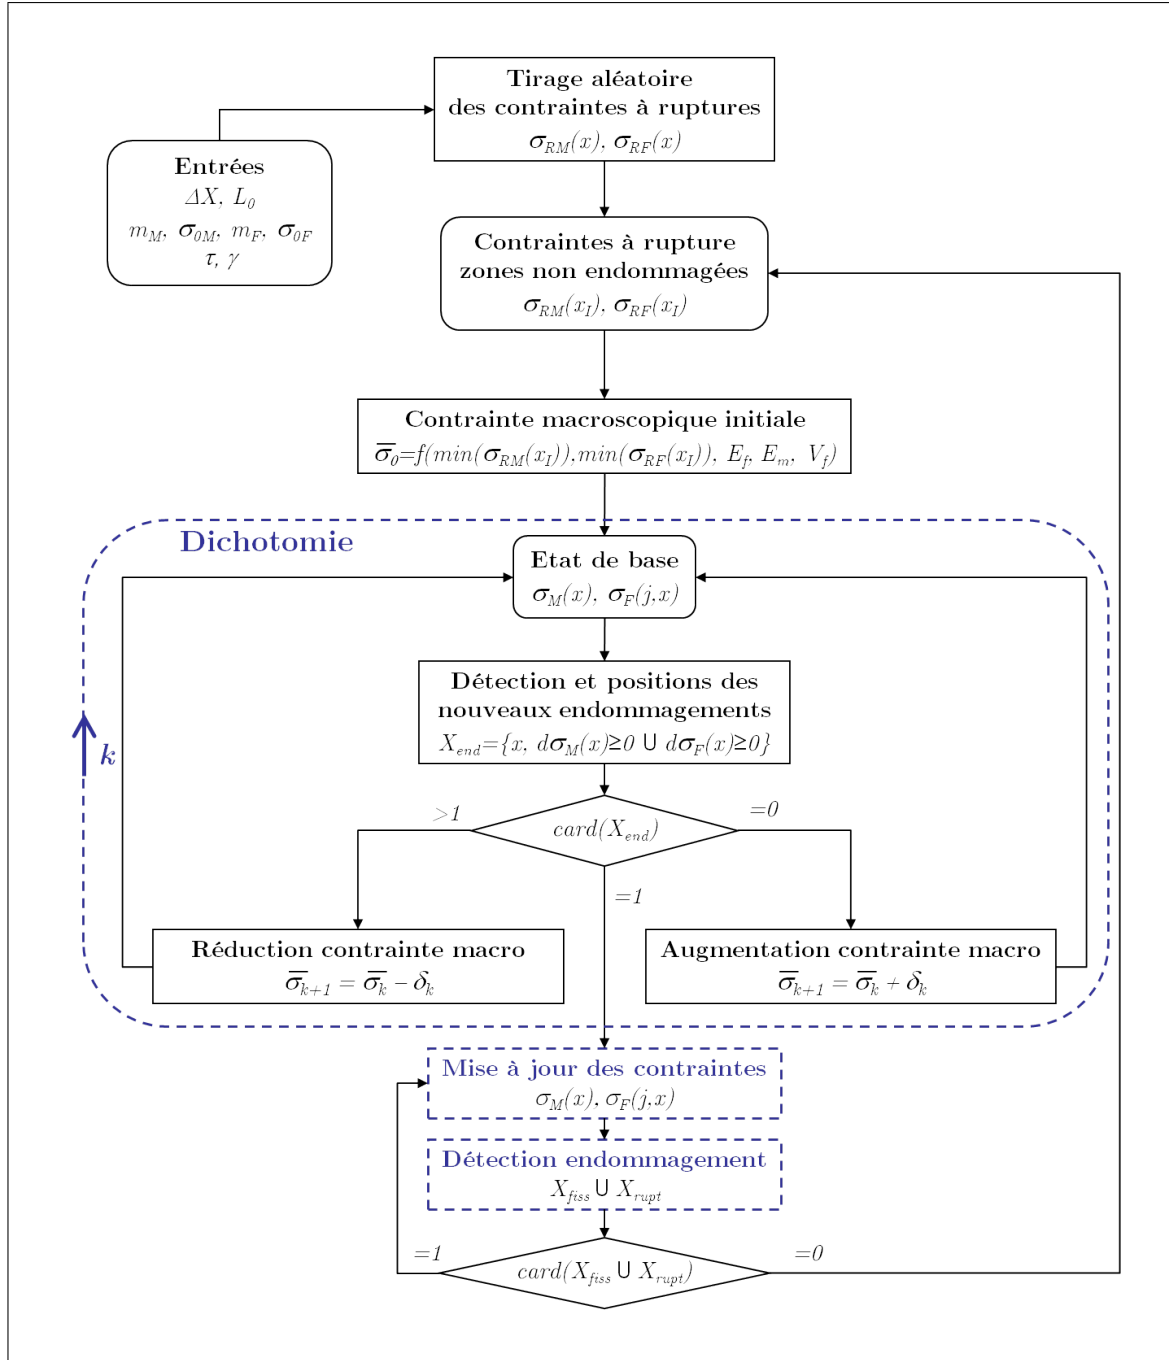 Tirage aléatoire
des contraintes à ruptures
σ_RM(x), σ_RF(x)
Entrées
ΔX, L_0
m_M, σ_0M, m_F, σ_0F
τ, γ
Contraintes à rupture
zones non endommagées
σ_RM(x_I), σ_RF(x_I)
Contrainte macroscopique initiale
σ̅_0=f(min(σ_RM(x_I)),min(σ_RF(x_I)), E_f, E_m, V_f)
Dichotomie
Etat de base
σ_M(x), σ_F(j,x)
Détection et positions des
nouveaux endommagements
X_end={x, dσ_M(x)≥0 ∪ dσ_F(x)≥0}
k
>1
=0
card(X_end)
=1
Réduction contrainte macro
σ̅_k+1 = σ̅_k − δ_k
Augmentation contrainte macro
σ̅_k+1 = σ̅_k + δ_k
Mise à jour des contraintes
σ_M(x), σ_F(j,x)
Détection endommagement
X_fiss ∪ X_rupt
=1
=0
card(X_fiss ∪ X_rupt)